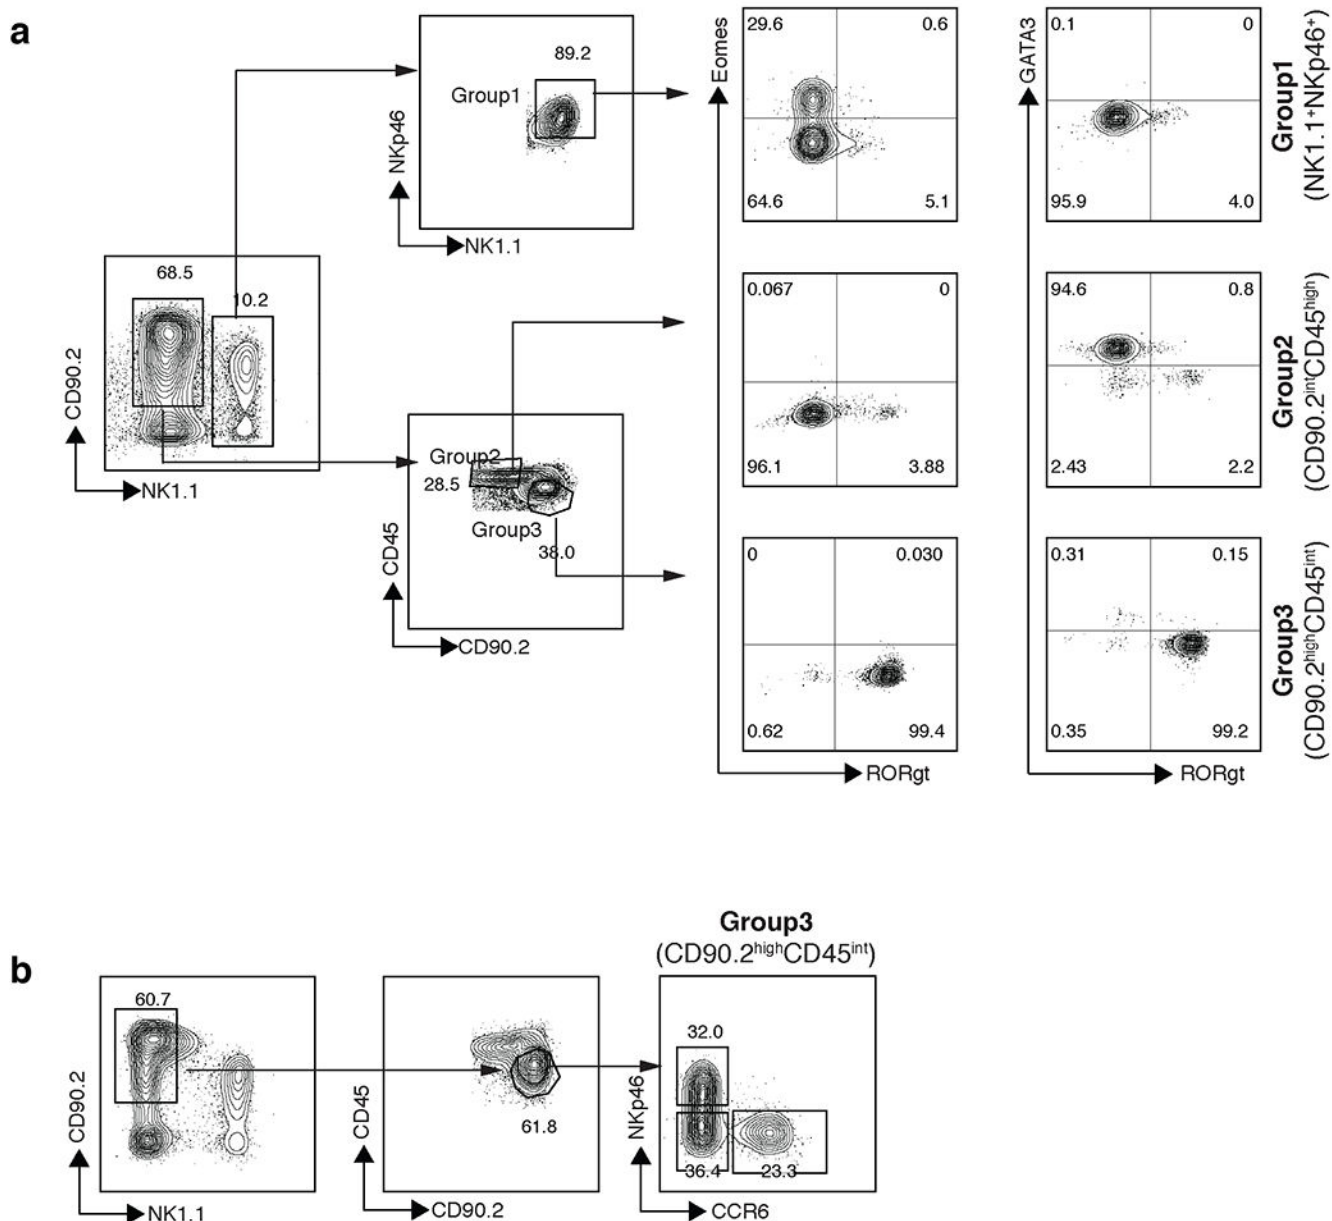 a
68.5
10.2
CD90.2
NK1.1
89.2
Group1
NKp46
NK1.1
Group2
28.5
Group3
38.0
CD45
CD90.2
Eomes
29.6 0.6
64.6 5.1
0.067 0
96.1 3.88
0 0.030
0.62 99.4
RORgt
GATA3
0.1 0
95.9 4.0
94.6 0.8
2.43 2.2
0.31 0.15
0.35 99.2
RORgt
Group1
(NK1.1⁺NKp46⁺)
Group2
(CD90.2ⁱⁿᵗCD45ʰⁱᵍʰ)
Group3
(CD90.2ʰⁱᵍʰCD45ⁱⁿᵗ)
b
60.7
CD90.2
NK1.1
61.8
CD45
CD90.2
Group3
(CD90.2ʰⁱᵍʰCD45ⁱⁿᵗ)
32.0
36.4 23.3
NKp46
CCR6